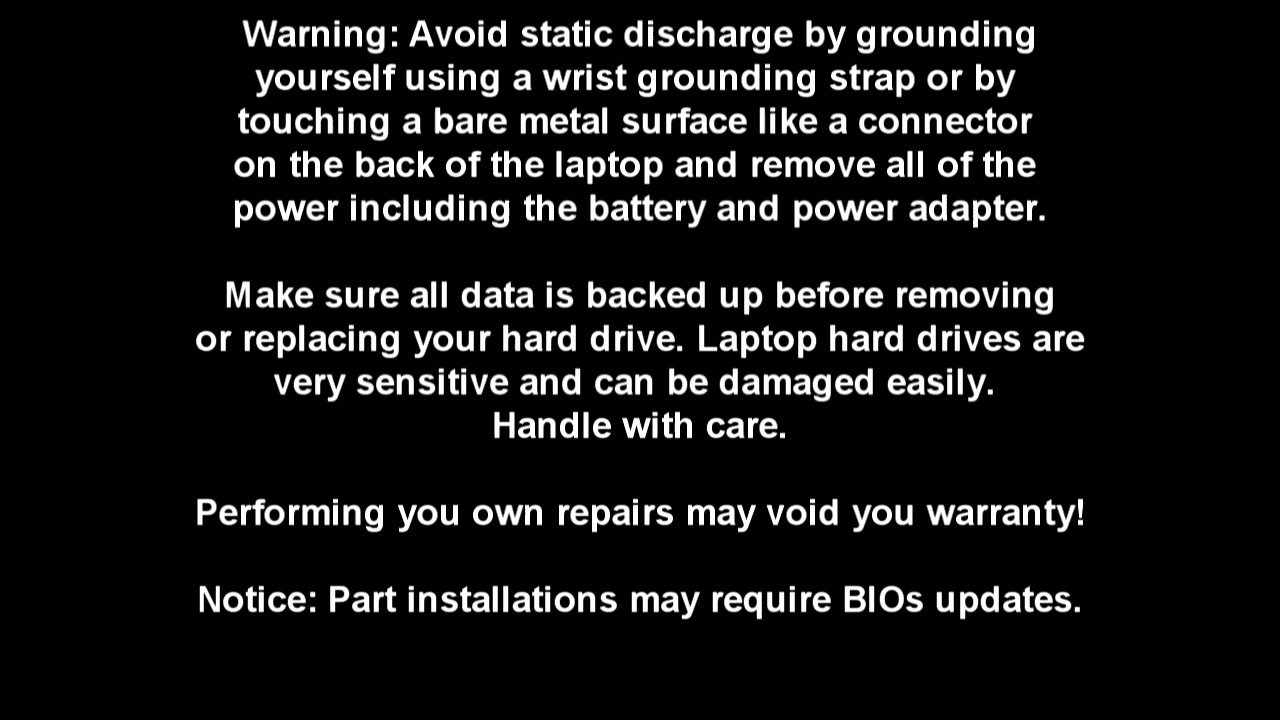 Warning: Avoid static discharge by grounding
yourself using a wrist grounding strap or by
touching a bare metal surface like a connector
on the back of the laptop and remove all of the
power including the battery and power adapter.
Make sure all data is backed up before removing
or replacing your hard drive. Laptop hard drives are
very sensitive and can be damaged easily.
Handle with care.
Performing you own repairs may void you warranty!
Notice: Part installations may require BIOs updates.